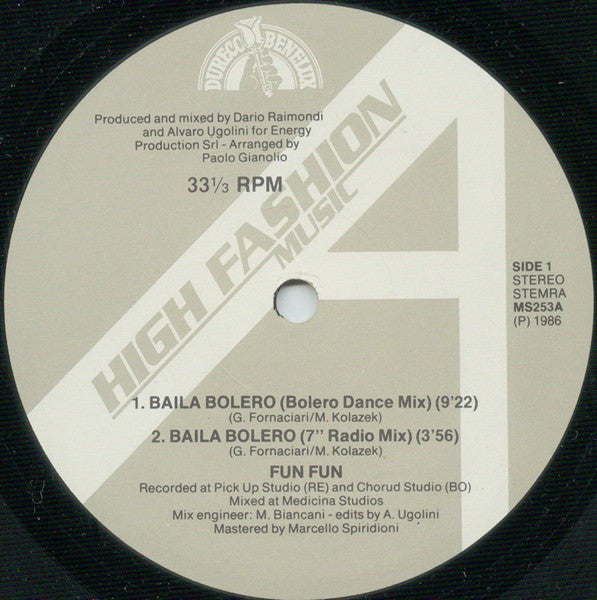 DURECO BENELUX
Produced and mixed by Dario Raimondi
and Alvaro Ugolini for Energy
Production Srl - Arranged by
Paolo Gianolio
33⅓ RPM
HIGH FASHION
MUSIC
SIDE 1
STEREO
STEMRA
MS253A
(P) 1986
1. BAILA BOLERO (Bolero Dance Mix) (9'22)
(G. Fornaciari/M. Kolazek)
2. BAILA BOLERO (7'' Radio Mix) (3'56)
(G. Fornaciari/M. Kolazek)
FUN FUN
Recorded at Pick Up Studio (RE) and Chorud Studio (BO)
Mixed at Medicina Studios
Mix engineer: M. Biancani - edits by A. Ugolini
Mastered by Marcello Spiridioni